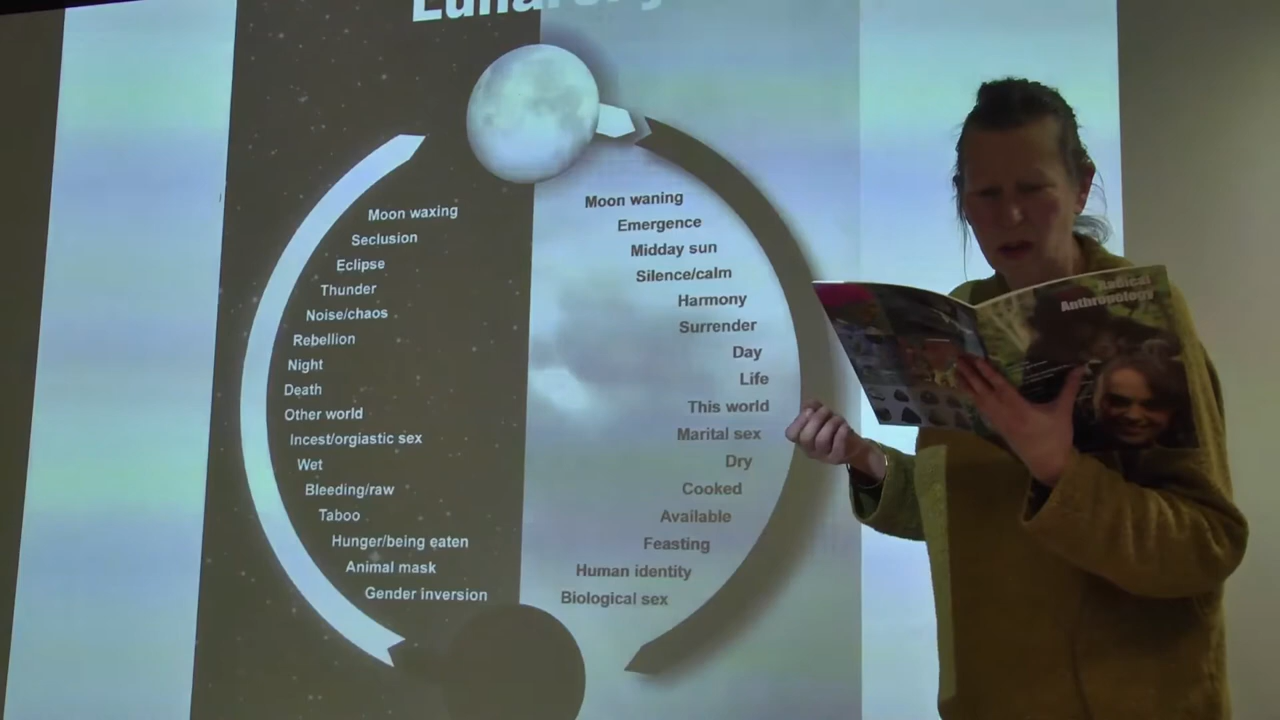 Moon waxing
Seclusion
Eclipse
Thunder
Noise/chaos
Rebellion
Night
Death
Other world
Incest/orgiastic sex
Wet
Bleeding/raw
Taboo
Hunger/being eaten
Animal mask
Gender inversion
Moon waning
Emergence
Midday sun
Silence/calm
Harmony
Surrender
Day
Life
This world
Marital sex
Dry
Cooked
Available
Feasting
Human identity
Biological sex
Radical
Anthropology